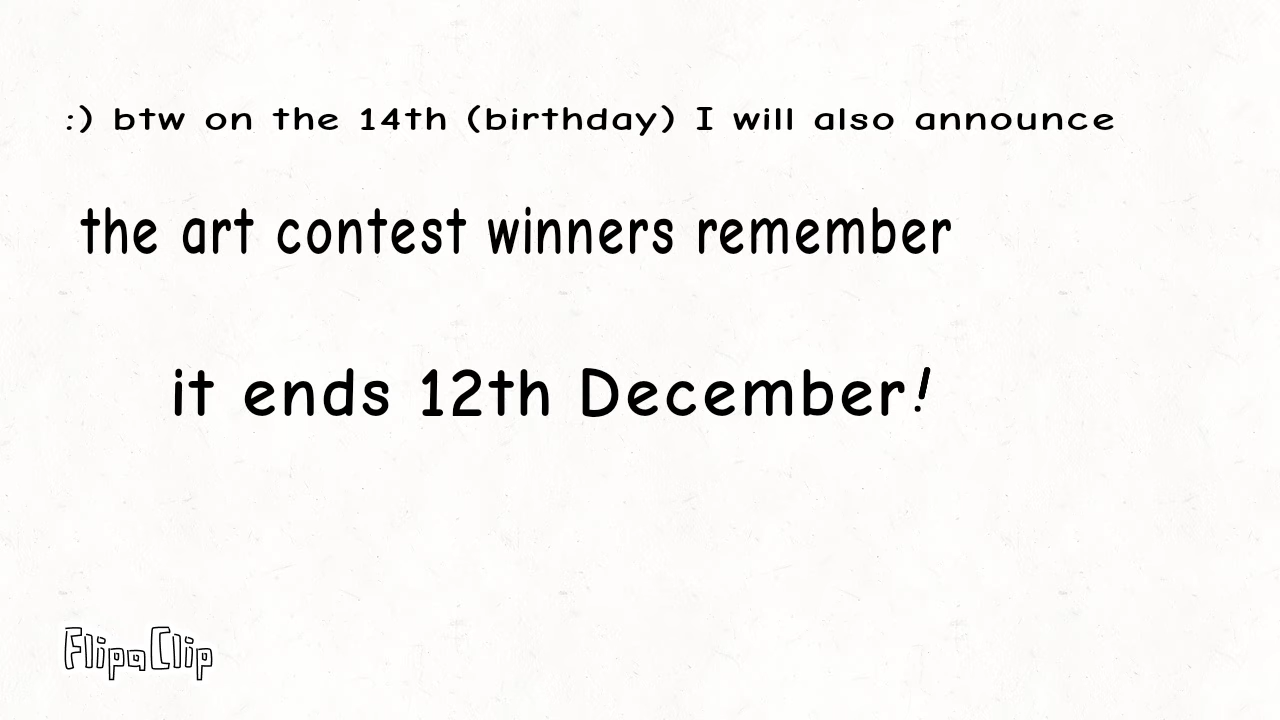 :) btw on the 14th (birthday) I will also announce
the art contest winners remember
it ends 12th December!
FlipaClip